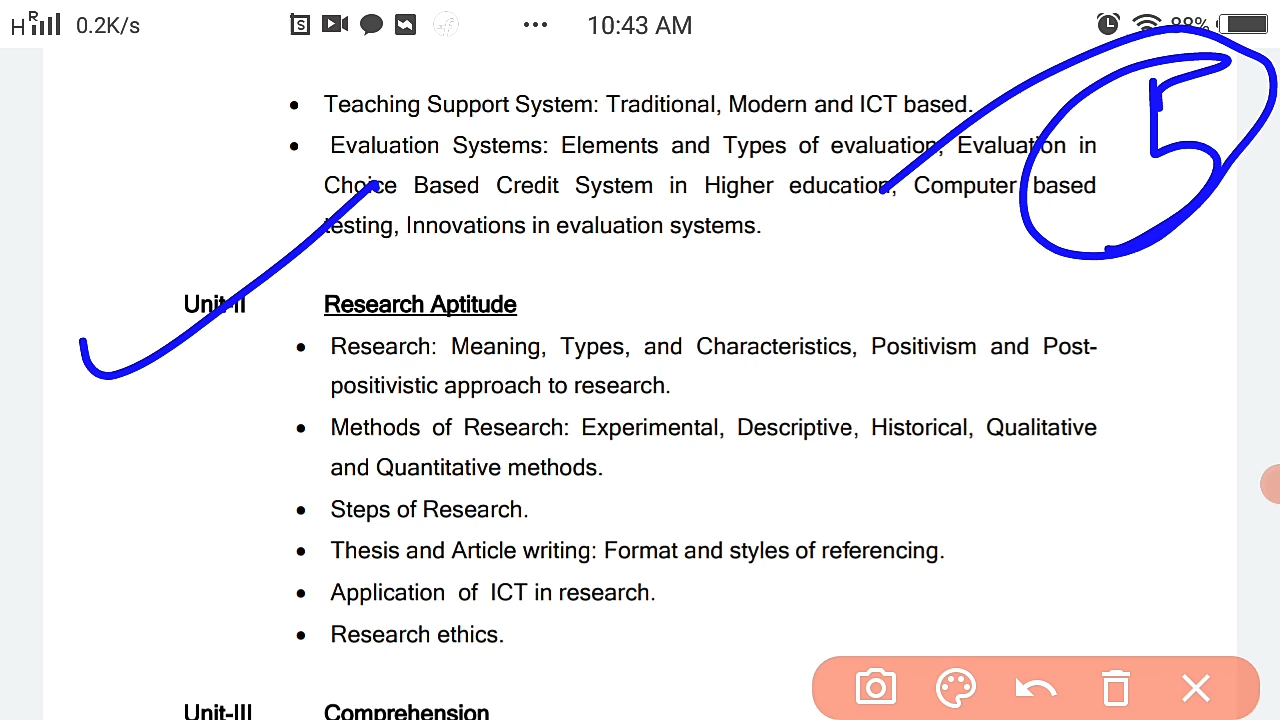 H R 0.2K/s S ... 10:43 AM 88%
• Teaching Support System: Traditional, Modern and ICT based.
5
• Evaluation Systems: Elements and Types of evaluation, Evaluation in
Choice Based Credit System in Higher education, Computer based
testing, Innovations in evaluation systems.
Unit-II Research Aptitude
• Research: Meaning, Types, and Characteristics, Positivism and Post-
positivistic approach to research.
• Methods of Research: Experimental, Descriptive, Historical, Qualitative
and Quantitative methods.
• Steps of Research.
• Thesis and Article writing: Format and styles of referencing.
• Application of ICT in research.
• Research ethics.
Unit-III Comprehension